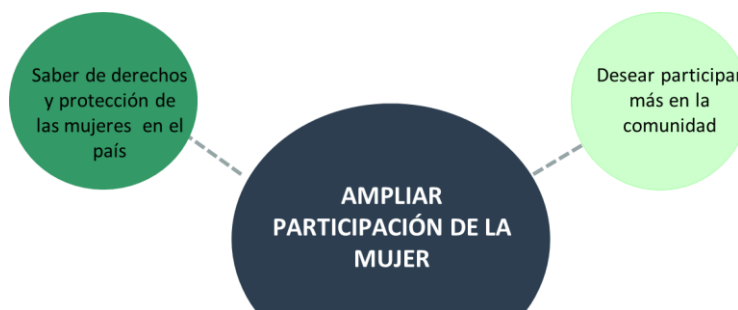 Saber de derechos
y protección de
las mujeres en el
país
Desear participar
más en la
comunidad
AMPLIAR
PARTICIPACIÓN DE LA
MUJER